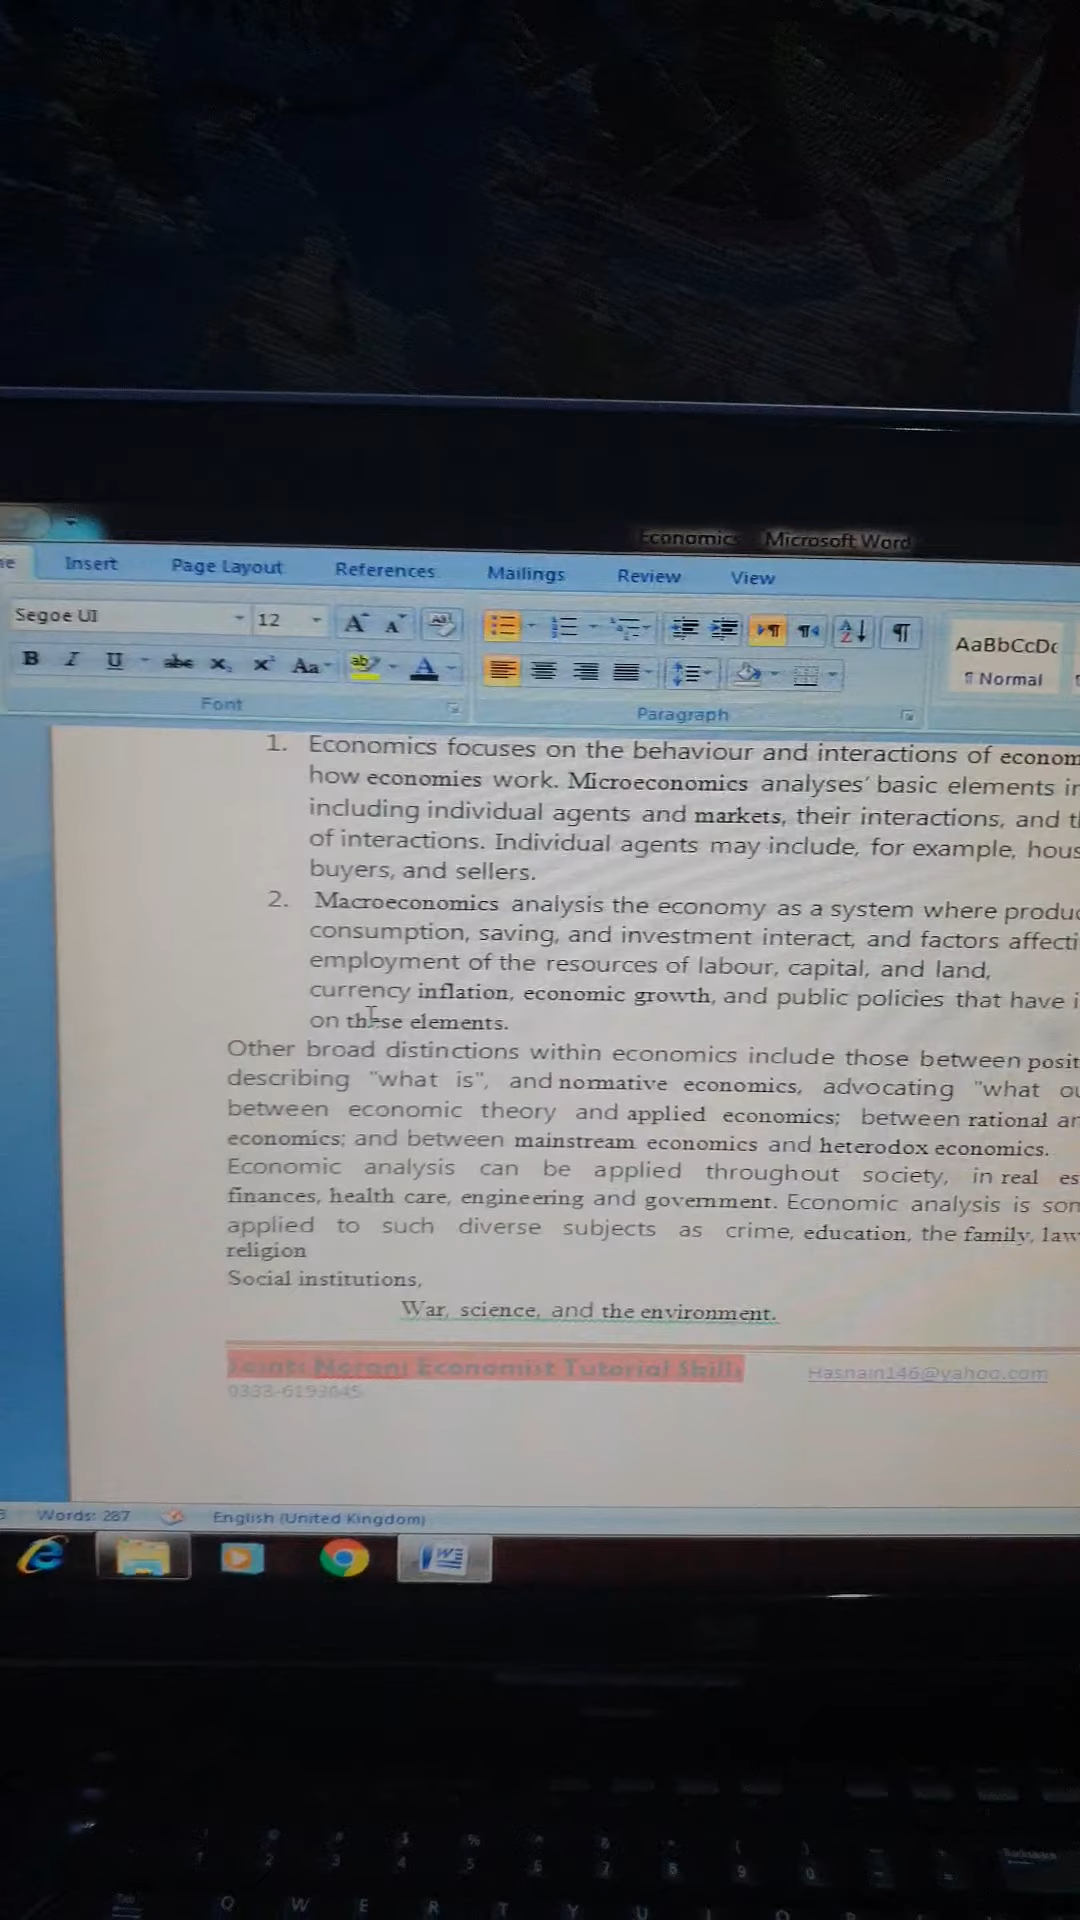 Economics - Microsoft Word
Insert Page Layout References Mailings Review View
Segoe UI 12
AaBbCcDc
¶ Normal
Font Paragraph
1. Economics focuses on the behaviour and interactions of econom
how economies work. Microeconomics analyses' basic elements in
including individual agents and markets, their interactions, and th
of interactions. Individual agents may include, for example, hous
buyers, and sellers.
2. Macroeconomics analysis the economy as a system where produc
consumption, saving, and investment interact, and factors affecti
employment of the resources of labour, capital, and land,
currency inflation, economic growth, and public policies that have i
on these elements.
Other broad distinctions within economics include those between posit
describing "what is", and normative economics, advocating "what ou
between economic theory and applied economics; between rational an
economics; and between mainstream economics and heterodox economics.
Economic analysis can be applied throughout society, in real es
finances, health care, engineering and government. Economic analysis is som
applied to such diverse subjects as crime, education, the family, law
religion
Social institutions,
War, science, and the environment.
Norani Economist Tutorial Skills Hasnain146@yahoo.com
0333-6193045
Words: 287 English (United Kingdom)